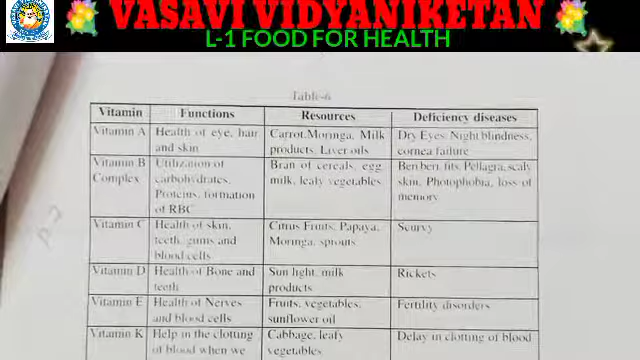 VASAVI VIDYANIKETAN
L-1 FOOD FOR HEALTH
Table-6
Vitamin Functions Resources Deficiency diseases
Vitamin A Health of eye, hair Carrot,Moringa, Milk Dry Eyes, Night blindness,
and skin products, Liver oils cornea failure
Vitamin B Utilization of Bran of cereals, egg Beri beri, fits, Pellagra, scaly
Complex carbohydrates, milk, leafy vegetables skin, Photophobia, loss of
Proteins, formation memory
of RBC
Vitamin C Health of skin, Citrus Fruits, Papaya, Scurvy
teeth, gums and Moringa, sprouts
blood cells
Vitamin D Health of Bone and Sun light, milk Rickets
teeth products
Vitamin E Health of Nerves Fruits, vegetables, Fertility disorders
and blood cells sunflower oil
Vitamin K Help in the clotting Cabbage, leafy Delay in clotting of blood
of blood when we vegetables